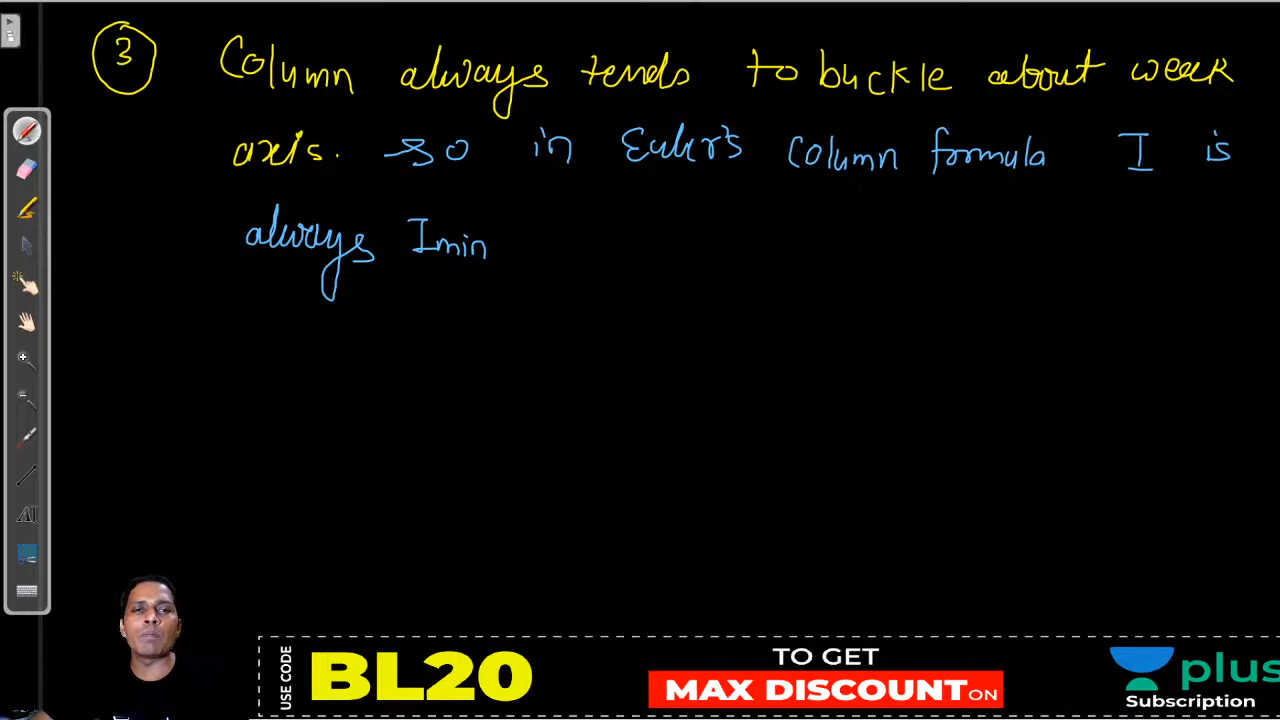 3 Column always tends to buckle about weak
axis. so in Euler's column formula I is
always Imin
AI
USE CODE
BL20
TO GET
MAX DISCOUNT ON
plus
Subscription